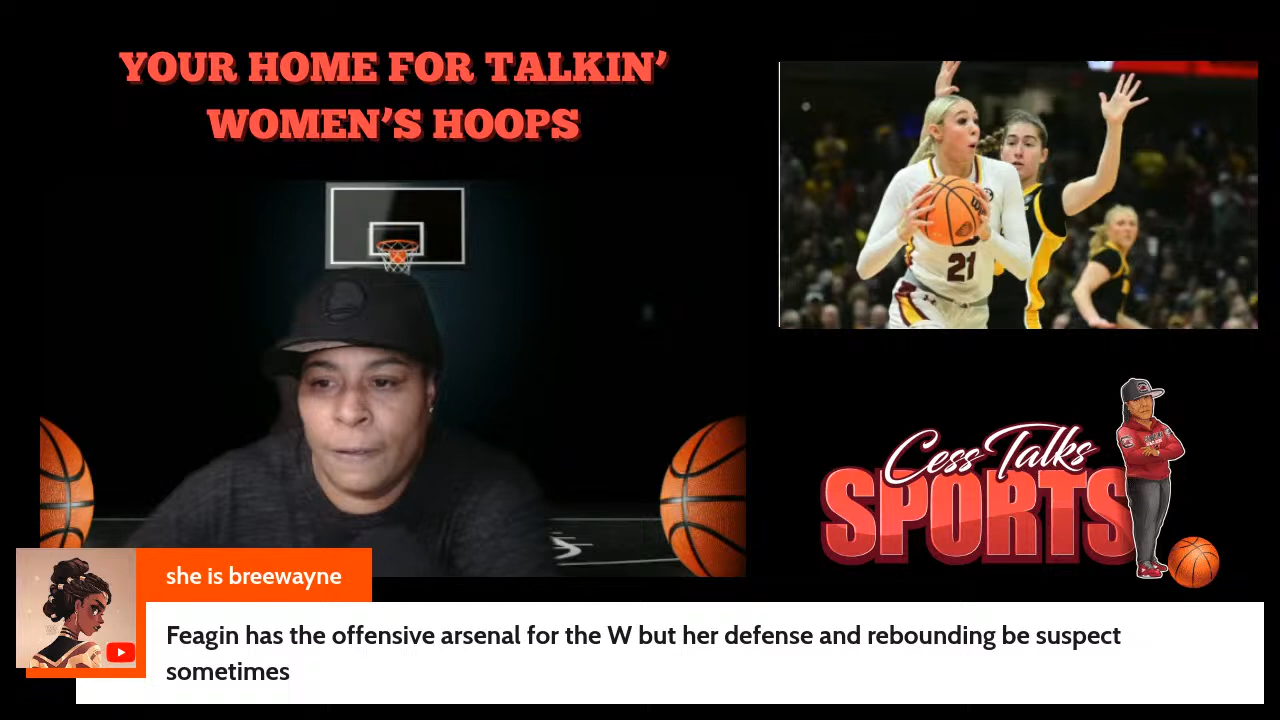 YOUR HOME FOR TALKIN’
WOMEN’S HOOPS
21
Cess Talks
SPORTS
she is breewayne
Feagin has the offensive arsenal for the W but her defense and rebounding be suspect
sometimes